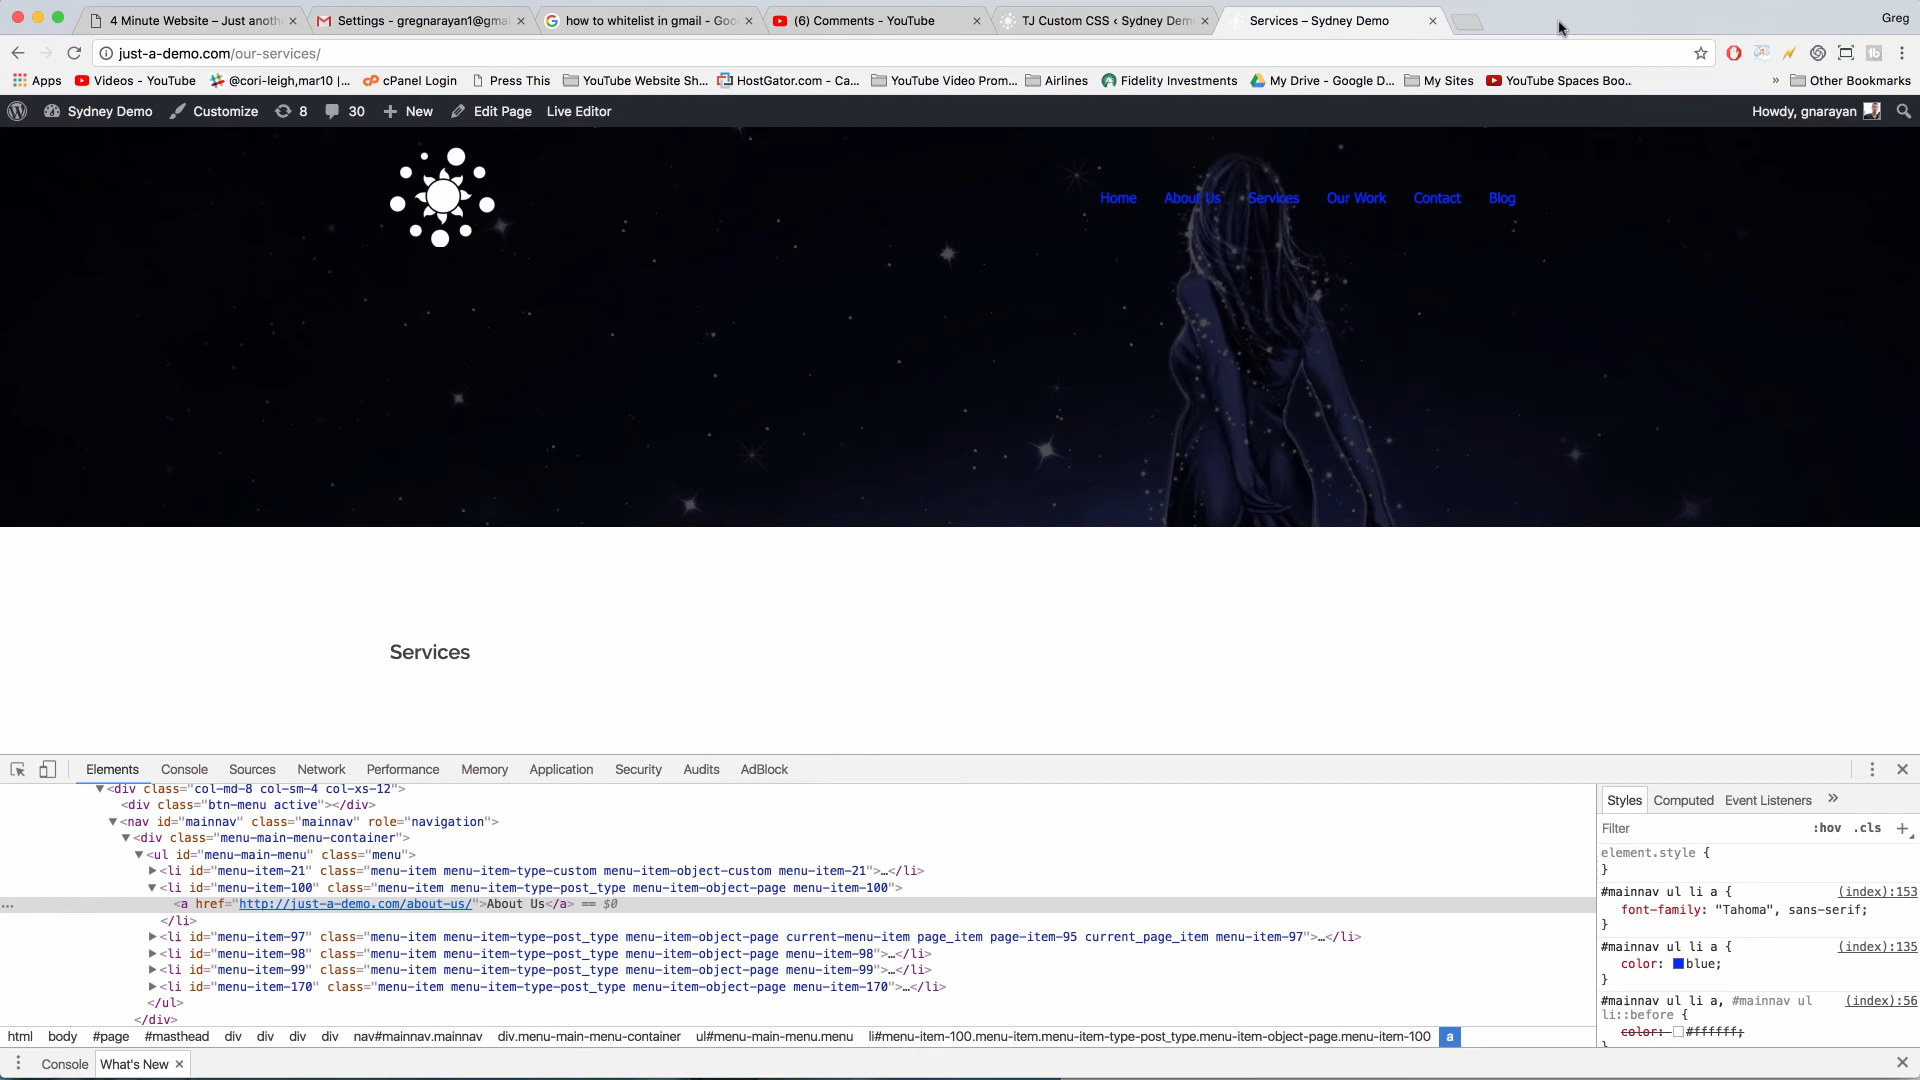 4 Minute Website – Just anoth
Settings - gregnarayan1@gmai
how to whitelist in gmail - Goo
(6) Comments - YouTube
TJ Custom CSS ‹ Sydney Dem
Services – Sydney Demo
Greg
just-a-demo.com/our-services/
Apps
Videos - YouTube
@cori-leigh,mar10 |...
cPanel Login
Press This
YouTube Website Sh...
HostGator.com - Ca...
YouTube Video Prom...
Airlines
Fidelity Investments
My Drive - Google D...
My Sites
YouTube Spaces Boo...
»
Other Bookmarks
Sydney Demo
Customize
8
30
New
Edit Page
Live Editor
Howdy, gnarayan
Home
About Us
Services
Our Work
Contact
Blog
Services
Elements
Console
Sources
Network
Performance
Memory
Application
Security
Audits
AdBlock
<div class="col-md-8 col-sm-4 col-xs-12">
<div class="btn-menu active"></div>
<nav id="mainnav" class="mainnav" role="navigation">
<div class="menu-main-menu-container">
<ul id="menu-main-menu" class="menu">
<li id="menu-item-21" class="menu-item menu-item-type-custom menu-item-object-custom menu-item-21">…</li>
<li id="menu-item-100" class="menu-item menu-item-type-post_type menu-item-object-page menu-item-100">
... <a href="http://just-a-demo.com/about-us/">About Us</a> == $0
</li>
<li id="menu-item-97" class="menu-item menu-item-type-post_type menu-item-object-page current-menu-item page_item page-item-95 current_page_item menu-item-97">…</li>
<li id="menu-item-98" class="menu-item menu-item-type-post_type menu-item-object-page menu-item-98">…</li>
<li id="menu-item-99" class="menu-item menu-item-type-post_type menu-item-object-page menu-item-99">…</li>
<li id="menu-item-170" class="menu-item menu-item-type-post_type menu-item-object-page menu-item-170">…</li>
</ul>
</div>
Styles
Computed
Event Listeners
»
Filter
:hov
.cls
element.style {
}
#mainnav ul li a { (index):153
font-family: "Tahoma", sans-serif;
}
#mainnav ul li a { (index):135
color: blue;
}
#mainnav ul li a, #mainnav ul (index):56
li::before {
color: #ffffff;
}
html
body
#page
#masthead
div
div
div
div
nav#mainnav.mainnav
div.menu-main-menu-container
ul#menu-main-menu.menu
li#menu-item-100.menu-item.menu-item-type-post_type.menu-item-object-page.menu-item-100
a
Console
What's New